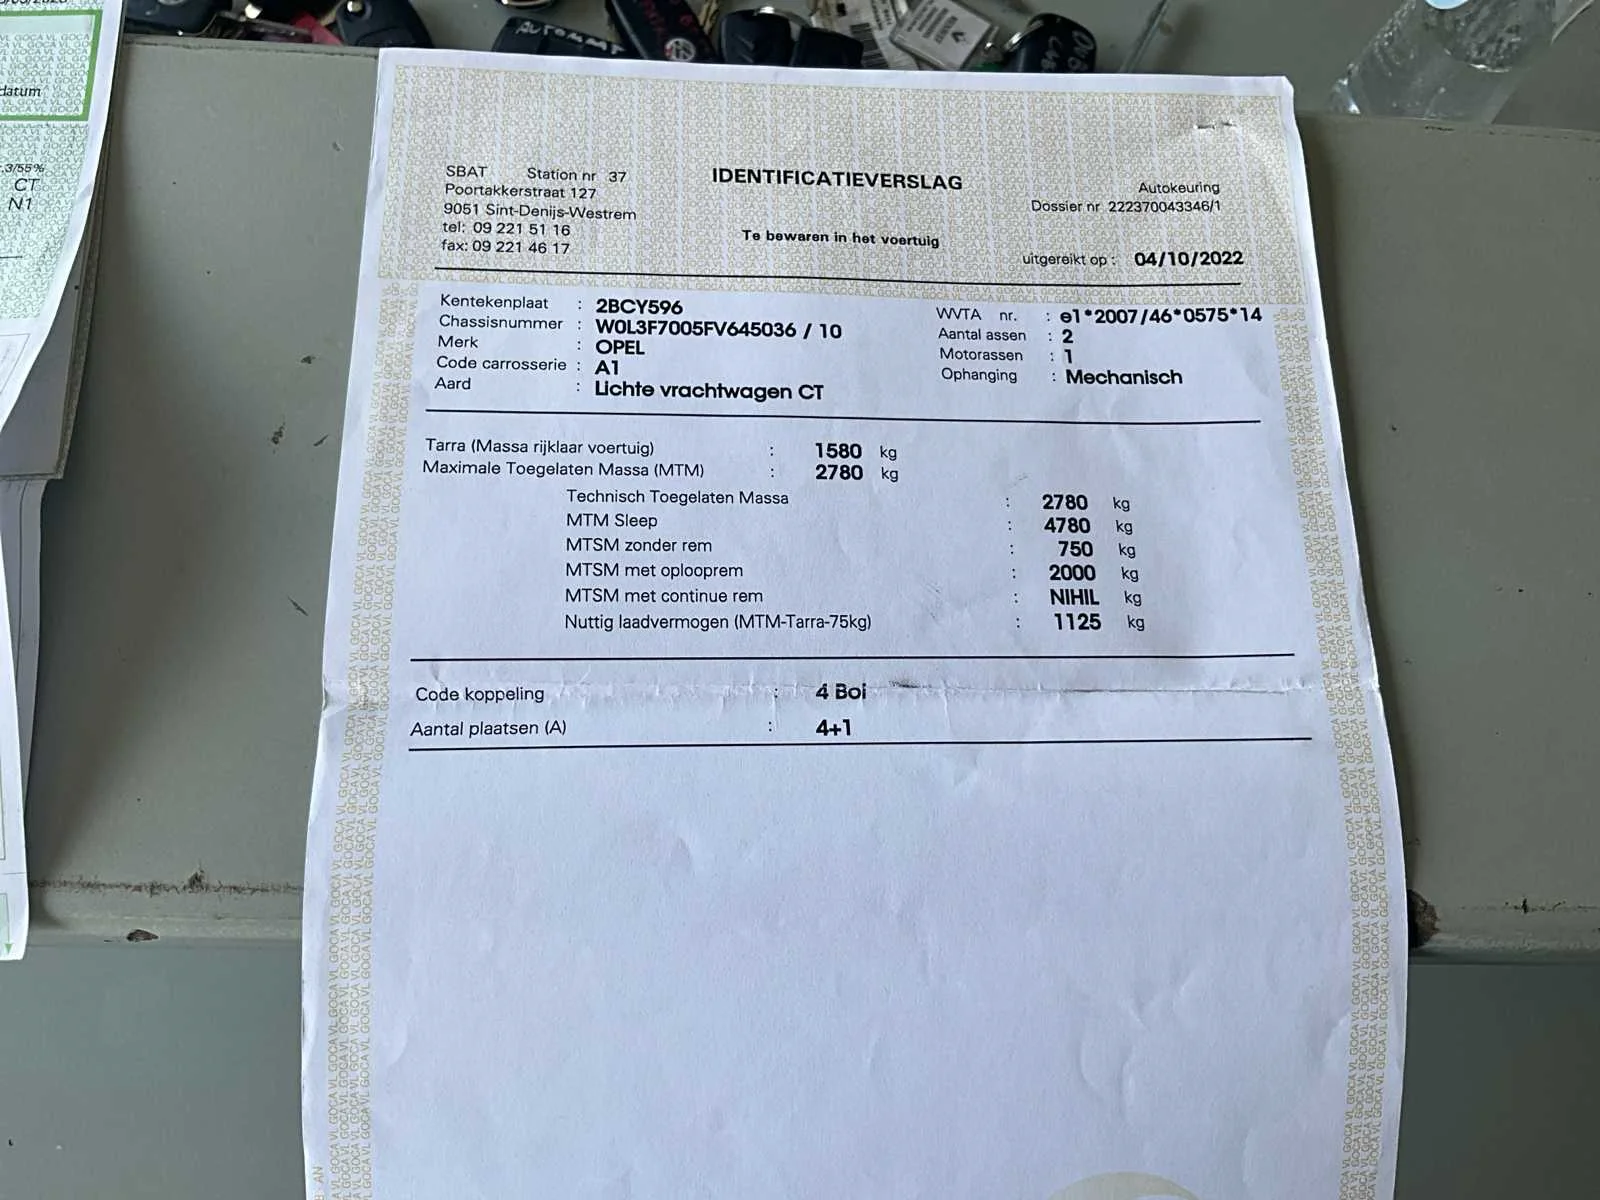 datum
.3/55%
CT
N1
AUTOMAAT
SBAT Station nr 37
Poortakkerstraat 127
9051 Sint-Denijs-Westrem
tel: 09 221 51 16
fax: 09 221 46 17
IDENTIFICATIEVERSLAG
Te bewaren in het voertuig
Autokeuring
Dossier nr 222370043346/1
uitgereikt op : 04/10/2022
Kentekenplaat : 2BCY596
Chassisnummer : W0L3F7005FV645036 / 10
Merk : OPEL
Code carrosserie : A1
Aard : Lichte vrachtwagen CT
WVTA nr. : e1*2007/46*0575*14
Aantal assen : 2
Motorassen : 1
Ophanging : Mechanisch
Tarra (Massa rijklaar voertuig) : 1580 kg
Maximale Toegelaten Massa (MTM) : 2780 kg
Technisch Toegelaten Massa : 2780 kg
MTM Sleep : 4780 kg
MTSM zonder rem : 750 kg
MTSM met oplooprem : 2000 kg
MTSM met continue rem : NIHIL kg
Nuttig laadvermogen (MTM-Tarra-75kg) : 1125 kg
Code koppeling : 4 Bol
Aantal plaatsen (A) : 4+1